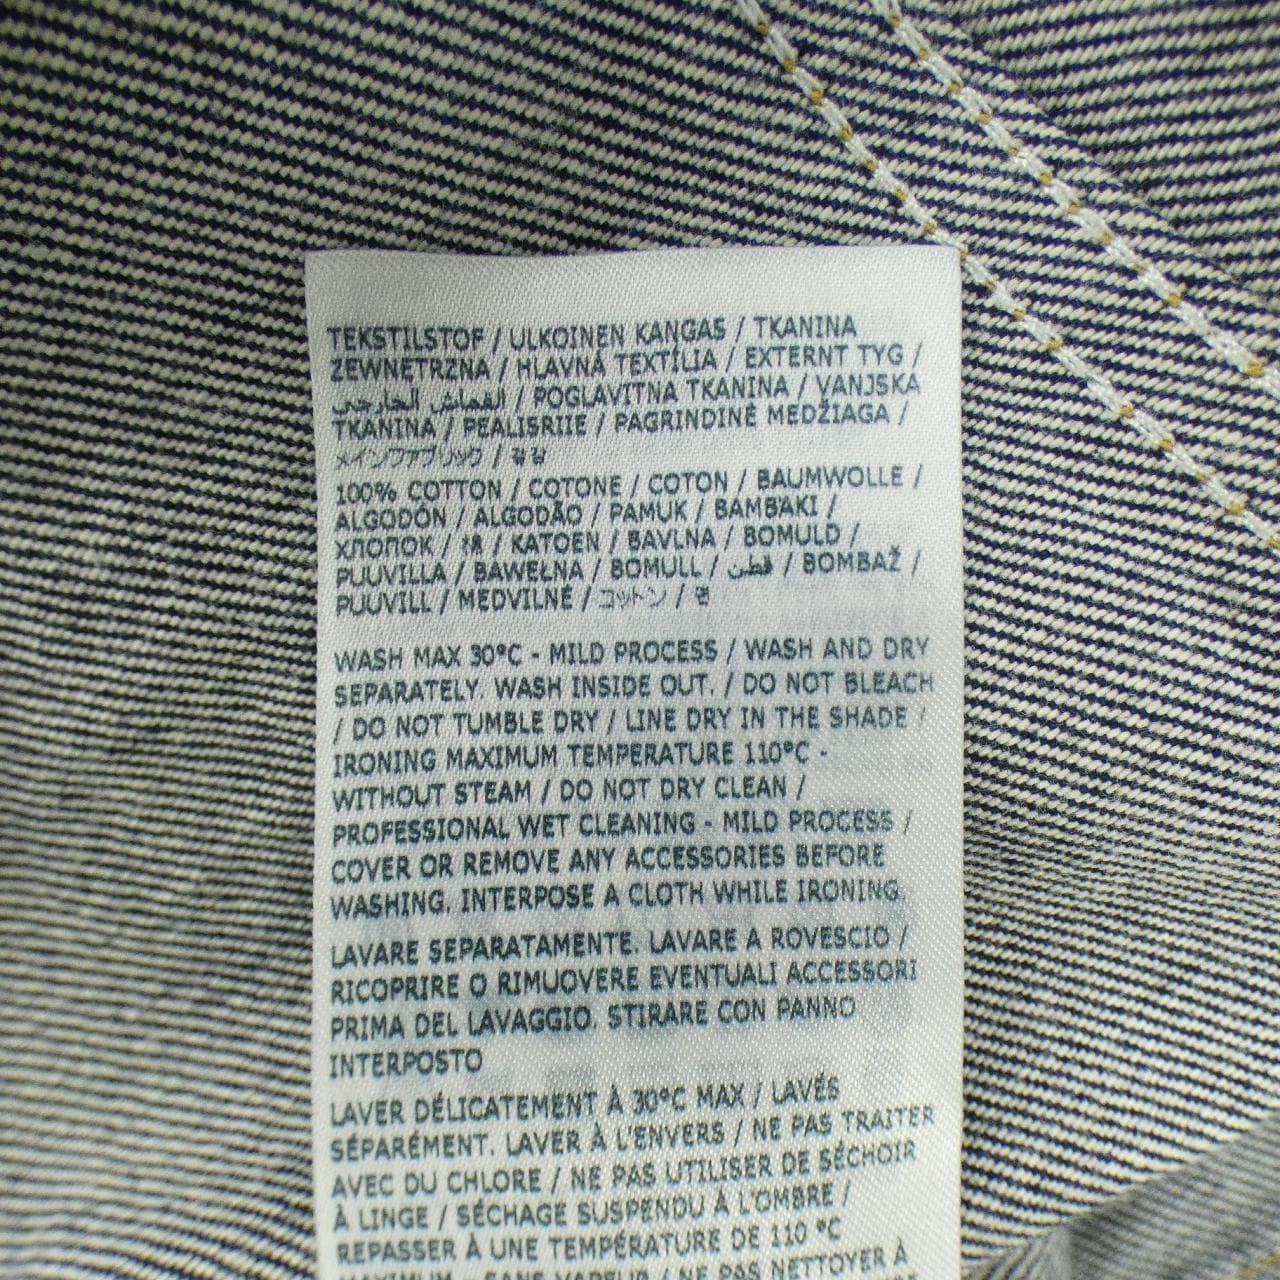 TEKSTILSTOF / ULKOINEN KANGAS / TKANINA
ZEWNĘTRZNA / HLAVNÁ TEXTÍLIA / EXTERNT TYG /
القماش الخارجي / POGLAVITNA TKANINA / VANJSKA
TKANINA / PEALISRIIE / PAGRINDINĖ MEDŽIAGA /
メインファブリック / 겉감
100% COTTON / COTONE / COTON / BAUMWOLLE /
ALGODÓN / ALGODÃO / PAMUK / ΒΑΜΒΑΚΙ /
ХЛОПОК / 棉 / KATOEN / BAVLNA / BOMULD /
PUUVILLA / BAWEŁNA / BOMULL / قطن / BOMBAŽ /
PUUVILL / MEDVILNĖ / コットン / 면
WASH MAX 30°C - MILD PROCESS / WASH AND DRY
SEPARATELY. WASH INSIDE OUT. / DO NOT BLEACH
/ DO NOT TUMBLE DRY / LINE DRY IN THE SHADE /
IRONING MAXIMUM TEMPERATURE 110°C -
WITHOUT STEAM / DO NOT DRY CLEAN /
PROFESSIONAL WET CLEANING - MILD PROCESS /
COVER OR REMOVE ANY ACCESSORIES BEFORE
WASHING. INTERPOSE A CLOTH WHILE IRONING.
LAVARE SEPARATAMENTE. LAVARE A ROVESCIO /
RICOPRIRE O RIMUOVERE EVENTUALI ACCESSORI
PRIMA DEL LAVAGGIO. STIRARE CON PANNO
INTERPOSTO
LAVER DÉLICATEMENT À 30°C MAX / LAVÉS
SÉPARÉMENT. LAVER À L'ENVERS / NE PAS TRAITER
AVEC DU CHLORE / NE PAS UTILISER DE SÉCHOIR
À LINGE / SÉCHAGE SUSPENDU À L'OMBRE /
REPASSER À UNE TEMPÉRATURE DE 110 °C
MAXIMUM - SANS VAPEUR / NE PAS NETTOYER À